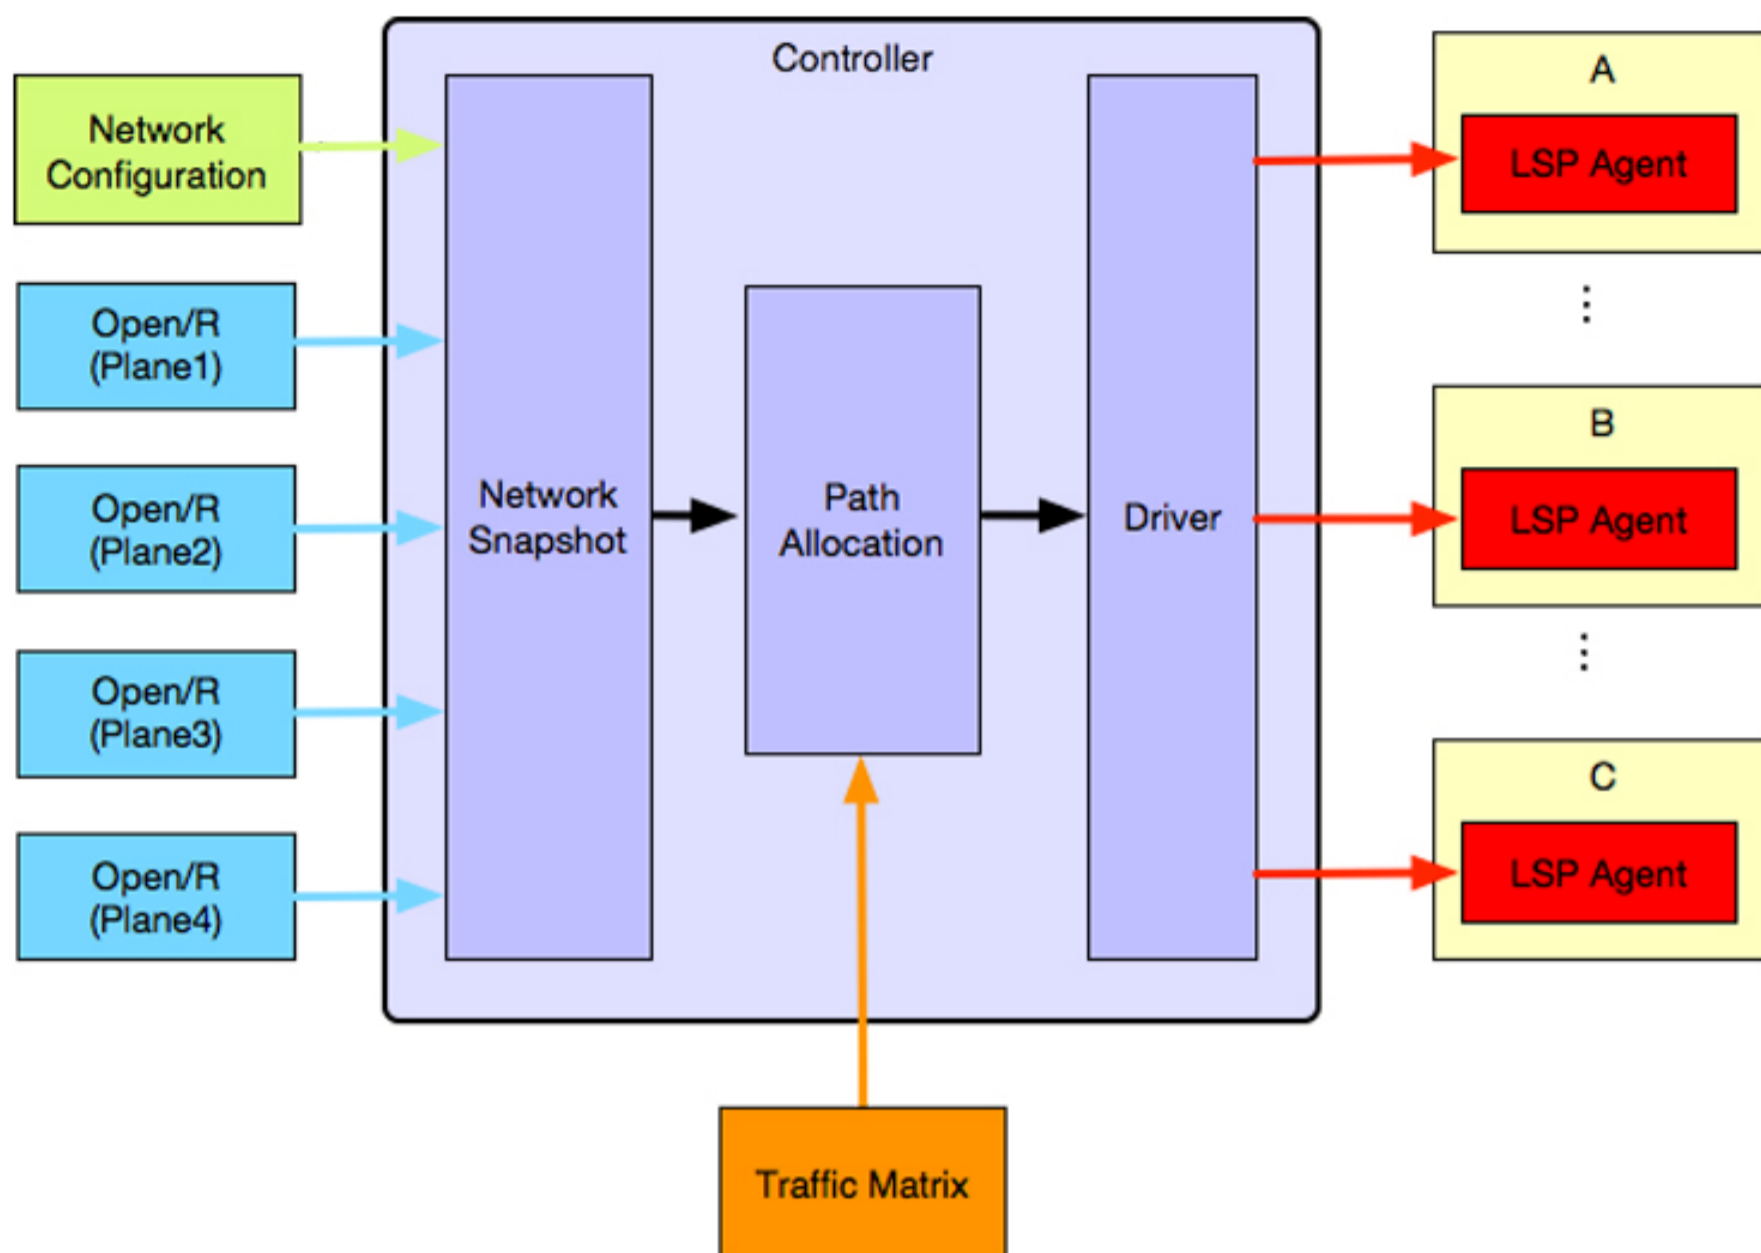 Controller
Network
Configuration
Open/R
(Plane1)
Open/R
(Plane2)
Open/R
(Plane3)
Open/R
(Plane4)
Network
Snapshot
Path
Allocation
Driver
A
LSP Agent
⋮
B
LSP Agent
⋮
C
LSP Agent
Traffic Matrix